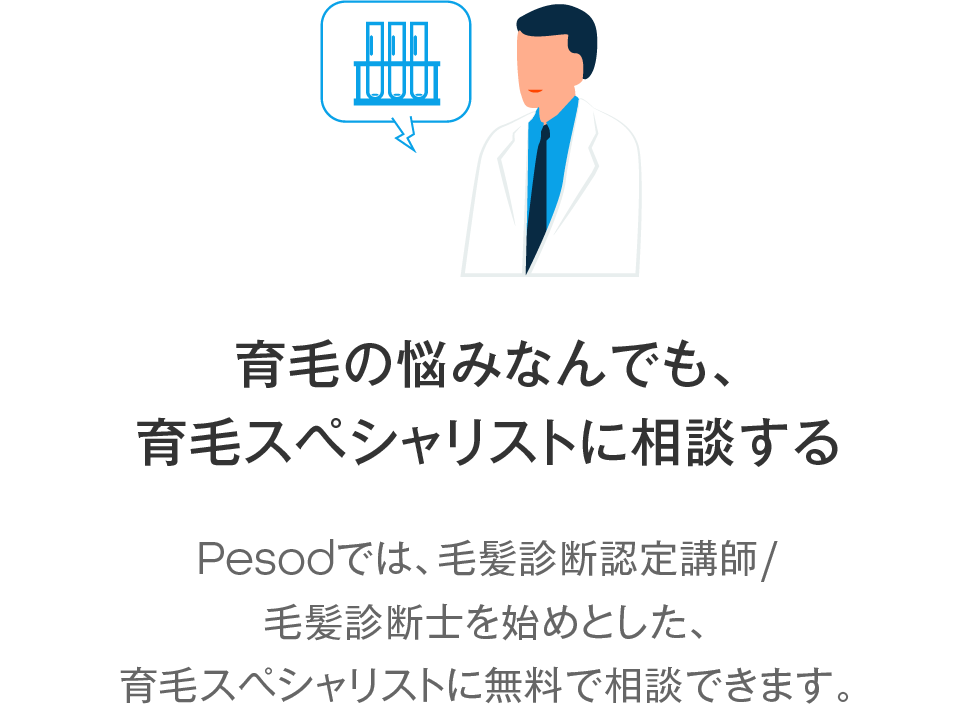 育毛の悩みなんでも、
育毛スペシャリストに相談する
Pesodでは、毛髪診断認定講師/
毛髪診断士を始めとした、
育毛スペシャリストに無料で相談できます。